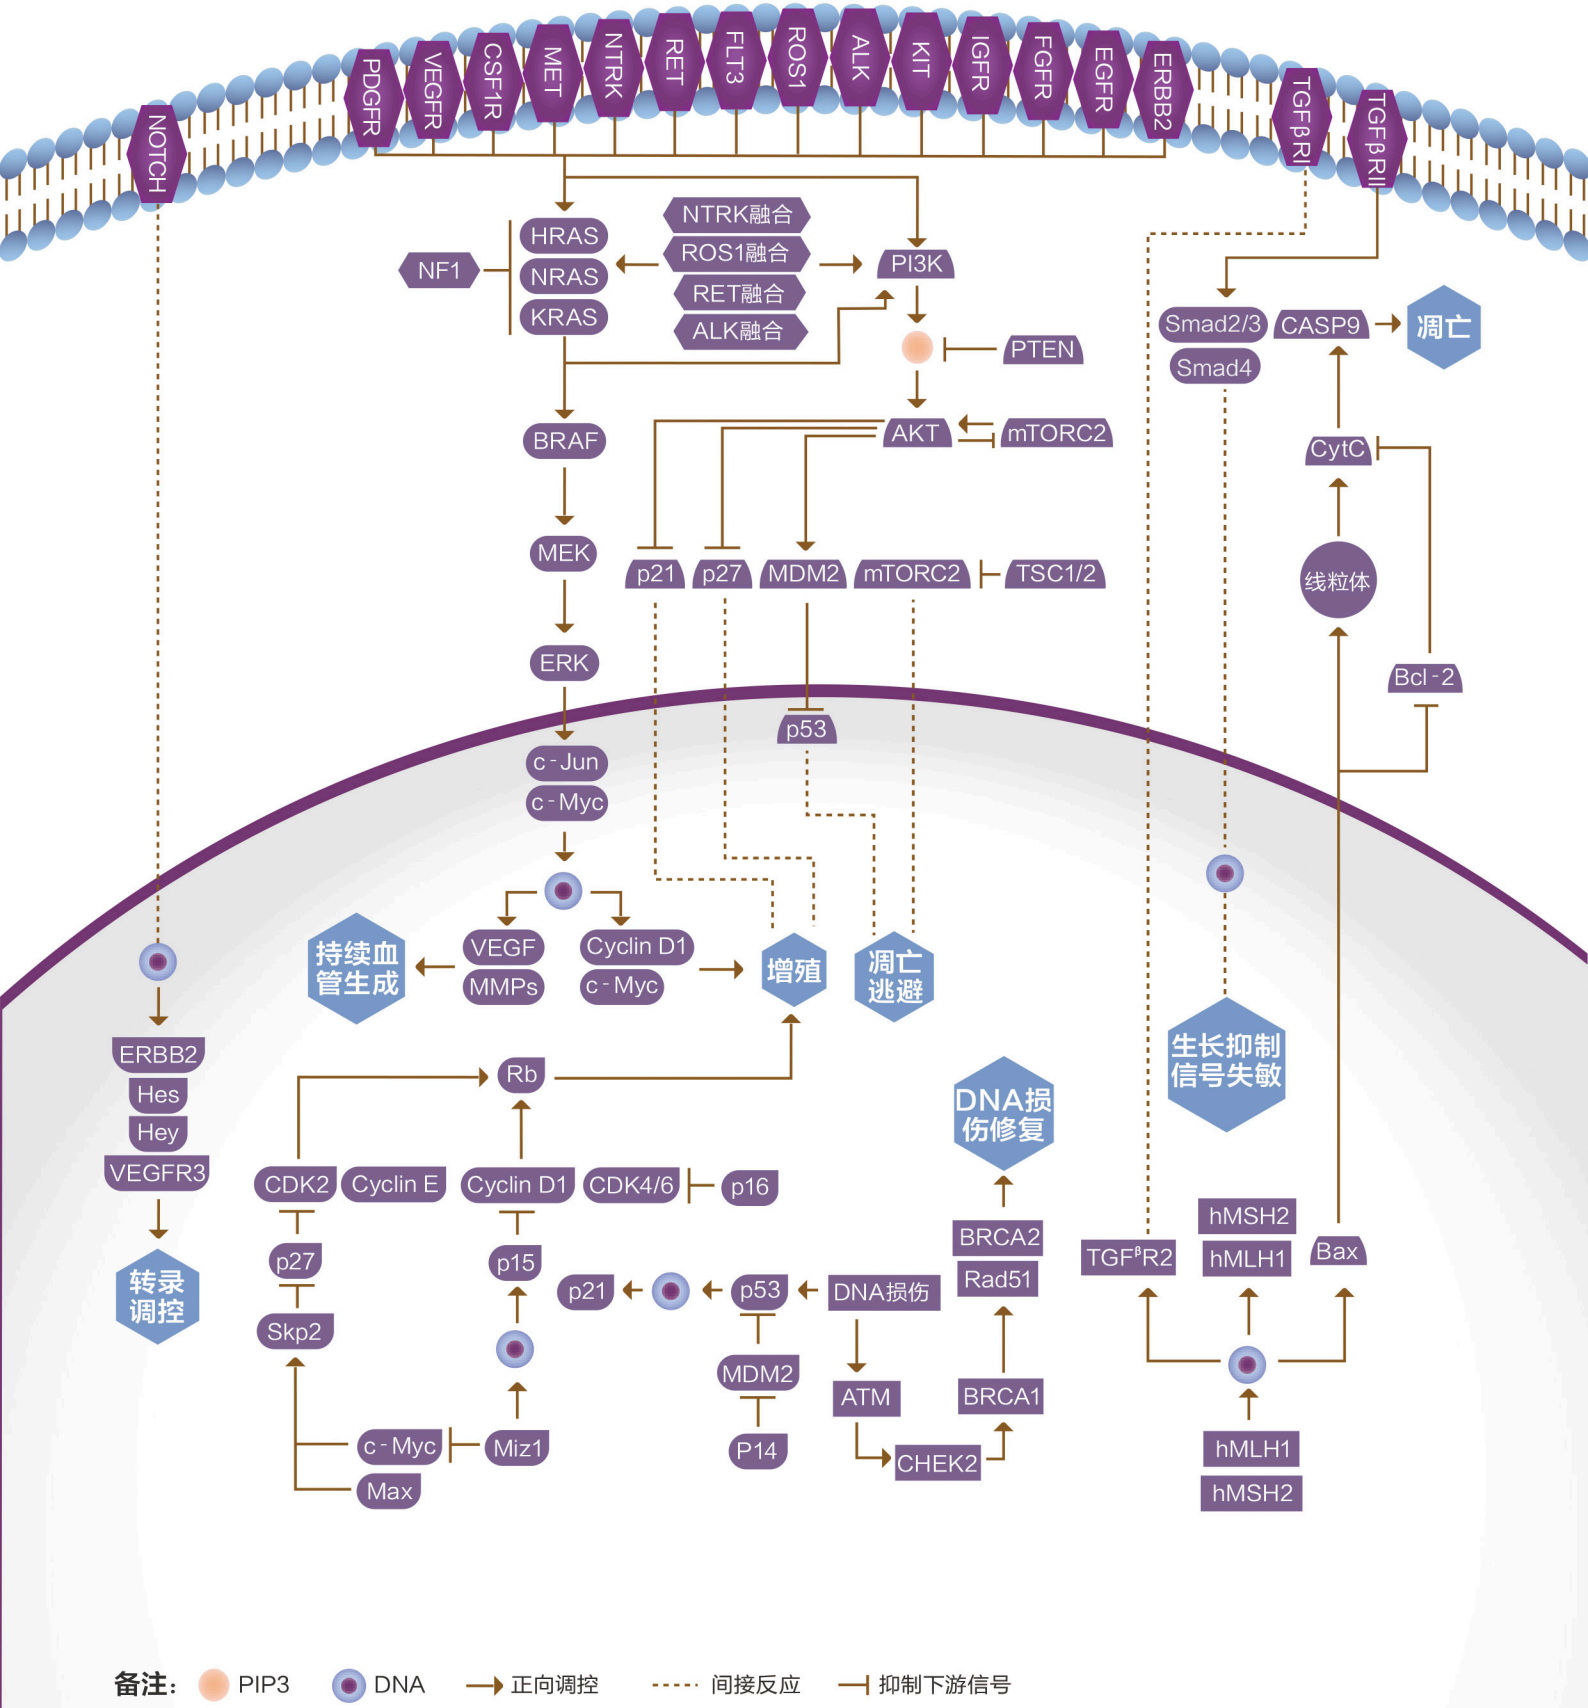 NOTCH
PDGFR
VEGFR
CSF1R
MET
NTRK
RET
FLT3
ROS1
ALK
KIT
IGFR
FGFR
EGFR
ERBB2
TGFβRI
TGFβRII
NF1
HRAS
NRAS
KRAS
NTRK融合
ROS1融合
RET融合
ALK融合
PI3K
PTEN
Smad2/3
Smad4
CASP9
凋亡
BRAF
AKT
mTORC2
CytC
MEK
p21
p27
MDM2
mTORC2
TSC1/2
线粒体
ERK
Bcl-2
p53
c-Jun
c-Myc
持续血
管生成
VEGF
MMPs
Cyclin D1
c-Myc
增殖
凋亡
逃避
ERBB2
Hes
Hey
VEGFR3
转录
调控
Rb
DNA损
伤修复
生长抑制
信号失敏
CDK2
Cyclin E
Cyclin D1
CDK4/6
p16
p27
p15
Skp2
p21
p53
DNA损伤
BRCA2
Rad51
TGFβR2
hMSH2
hMLH1
Bax
MDM2
ATM
BRCA1
c-Myc
Miz1
P14
CHEK2
hMLH1
Max
hMSH2
备注：
PIP3
DNA
正向调控
间接反应
抑制下游信号